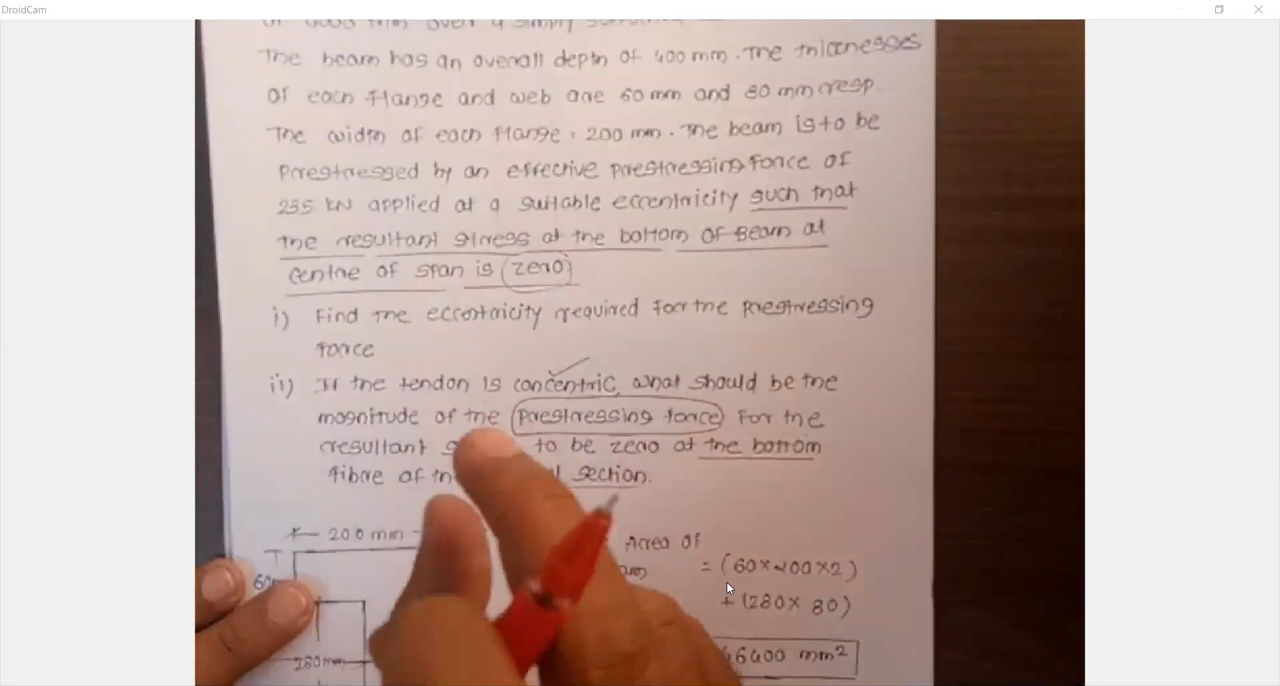 DroidCam
The beam has an overall depth of 400 mm. The thicknesses
of each flange and web are 60 mm and 80 mm resp.
The width of each flange = 200 mm. The beam is to be
prestressed by an effective prestressing force of
235 kN applied at a suitable eccentricity such that
the resultant stress at the bottom of beam at
centre of span is zero
i) Find the eccentricity required for the prestressing
force
ii) If the tendon is concentric, what should be the
magnitude of the prestressing force for the
resultant to be zero at the bottom
fibre of section.
200 mm
Area of
60
= (60×200×2)
+ (280× 80)
280mm
46400 mm²